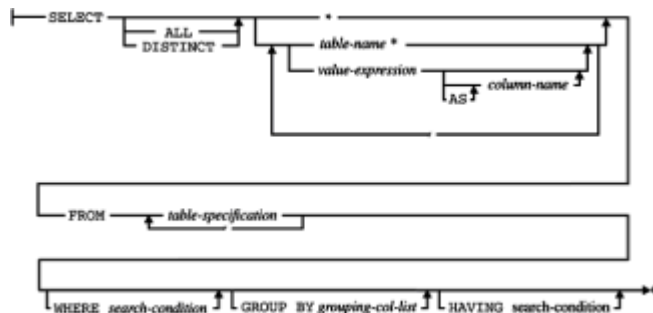 SELECT *
ALL
DISTINCT
table-name *
value-expression
column-name
AS
,
FROM table-specification
,
WHERE search-condition GROUP BY grouping-col-list HAVING search-condition